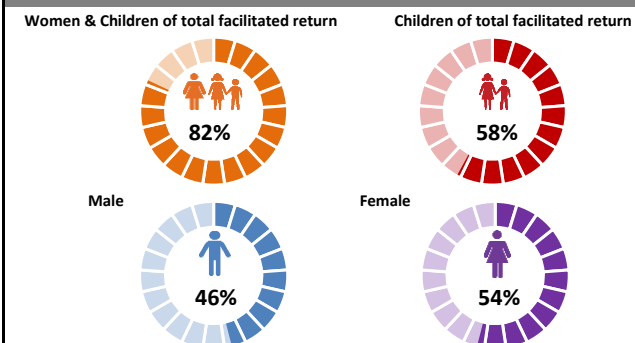 Women & Children of total facilitated return
Children of total facilitated return
82%
58%
Male
Female
46%
54%